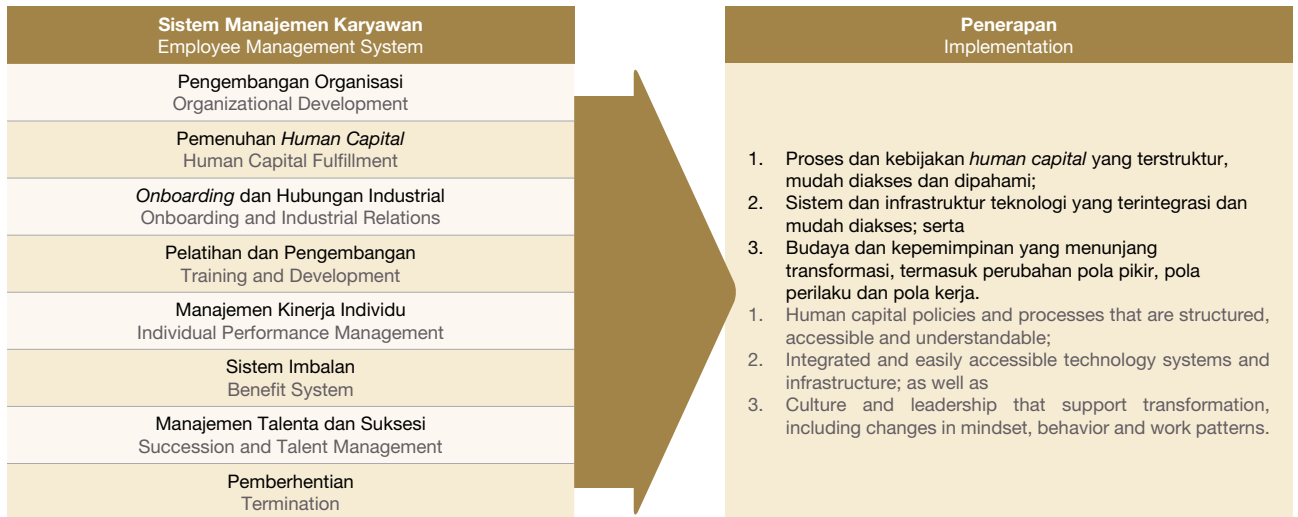 Sistem Manajemen Karyawan
Employee Management System
Pengembangan Organisasi
Organizational Development
Pemenuhan Human Capital
Human Capital Fulfillment
Onboarding dan Hubungan Industrial
Onboarding and Industrial Relations
Pelatihan dan Pengembangan
Training and Development
Manajemen Kinerja Individu
Individual Performance Management
Sistem Imbalan
Benefit System
Manajemen Talenta dan Suksesi
Succession and Talent Management
Pemberhentian
Termination
Penerapan
Implementation
1. Proses dan kebijakan human capital yang terstruktur,
mudah diakses dan dipahami;
2. Sistem dan infrastruktur teknologi yang terintegrasi dan
mudah diakses; serta
3. Budaya dan kepemimpinan yang menunjang
transformasi, termasuk perubahan pola pikir, pola
perilaku dan pola kerja.
1. Human capital policies and processes that are structured,
accessible and understandable;
2. Integrated and easily accessible technology systems and
infrastructure; as well as
3. Culture and leadership that support transformation,
including changes in mindset, behavior and work patterns.